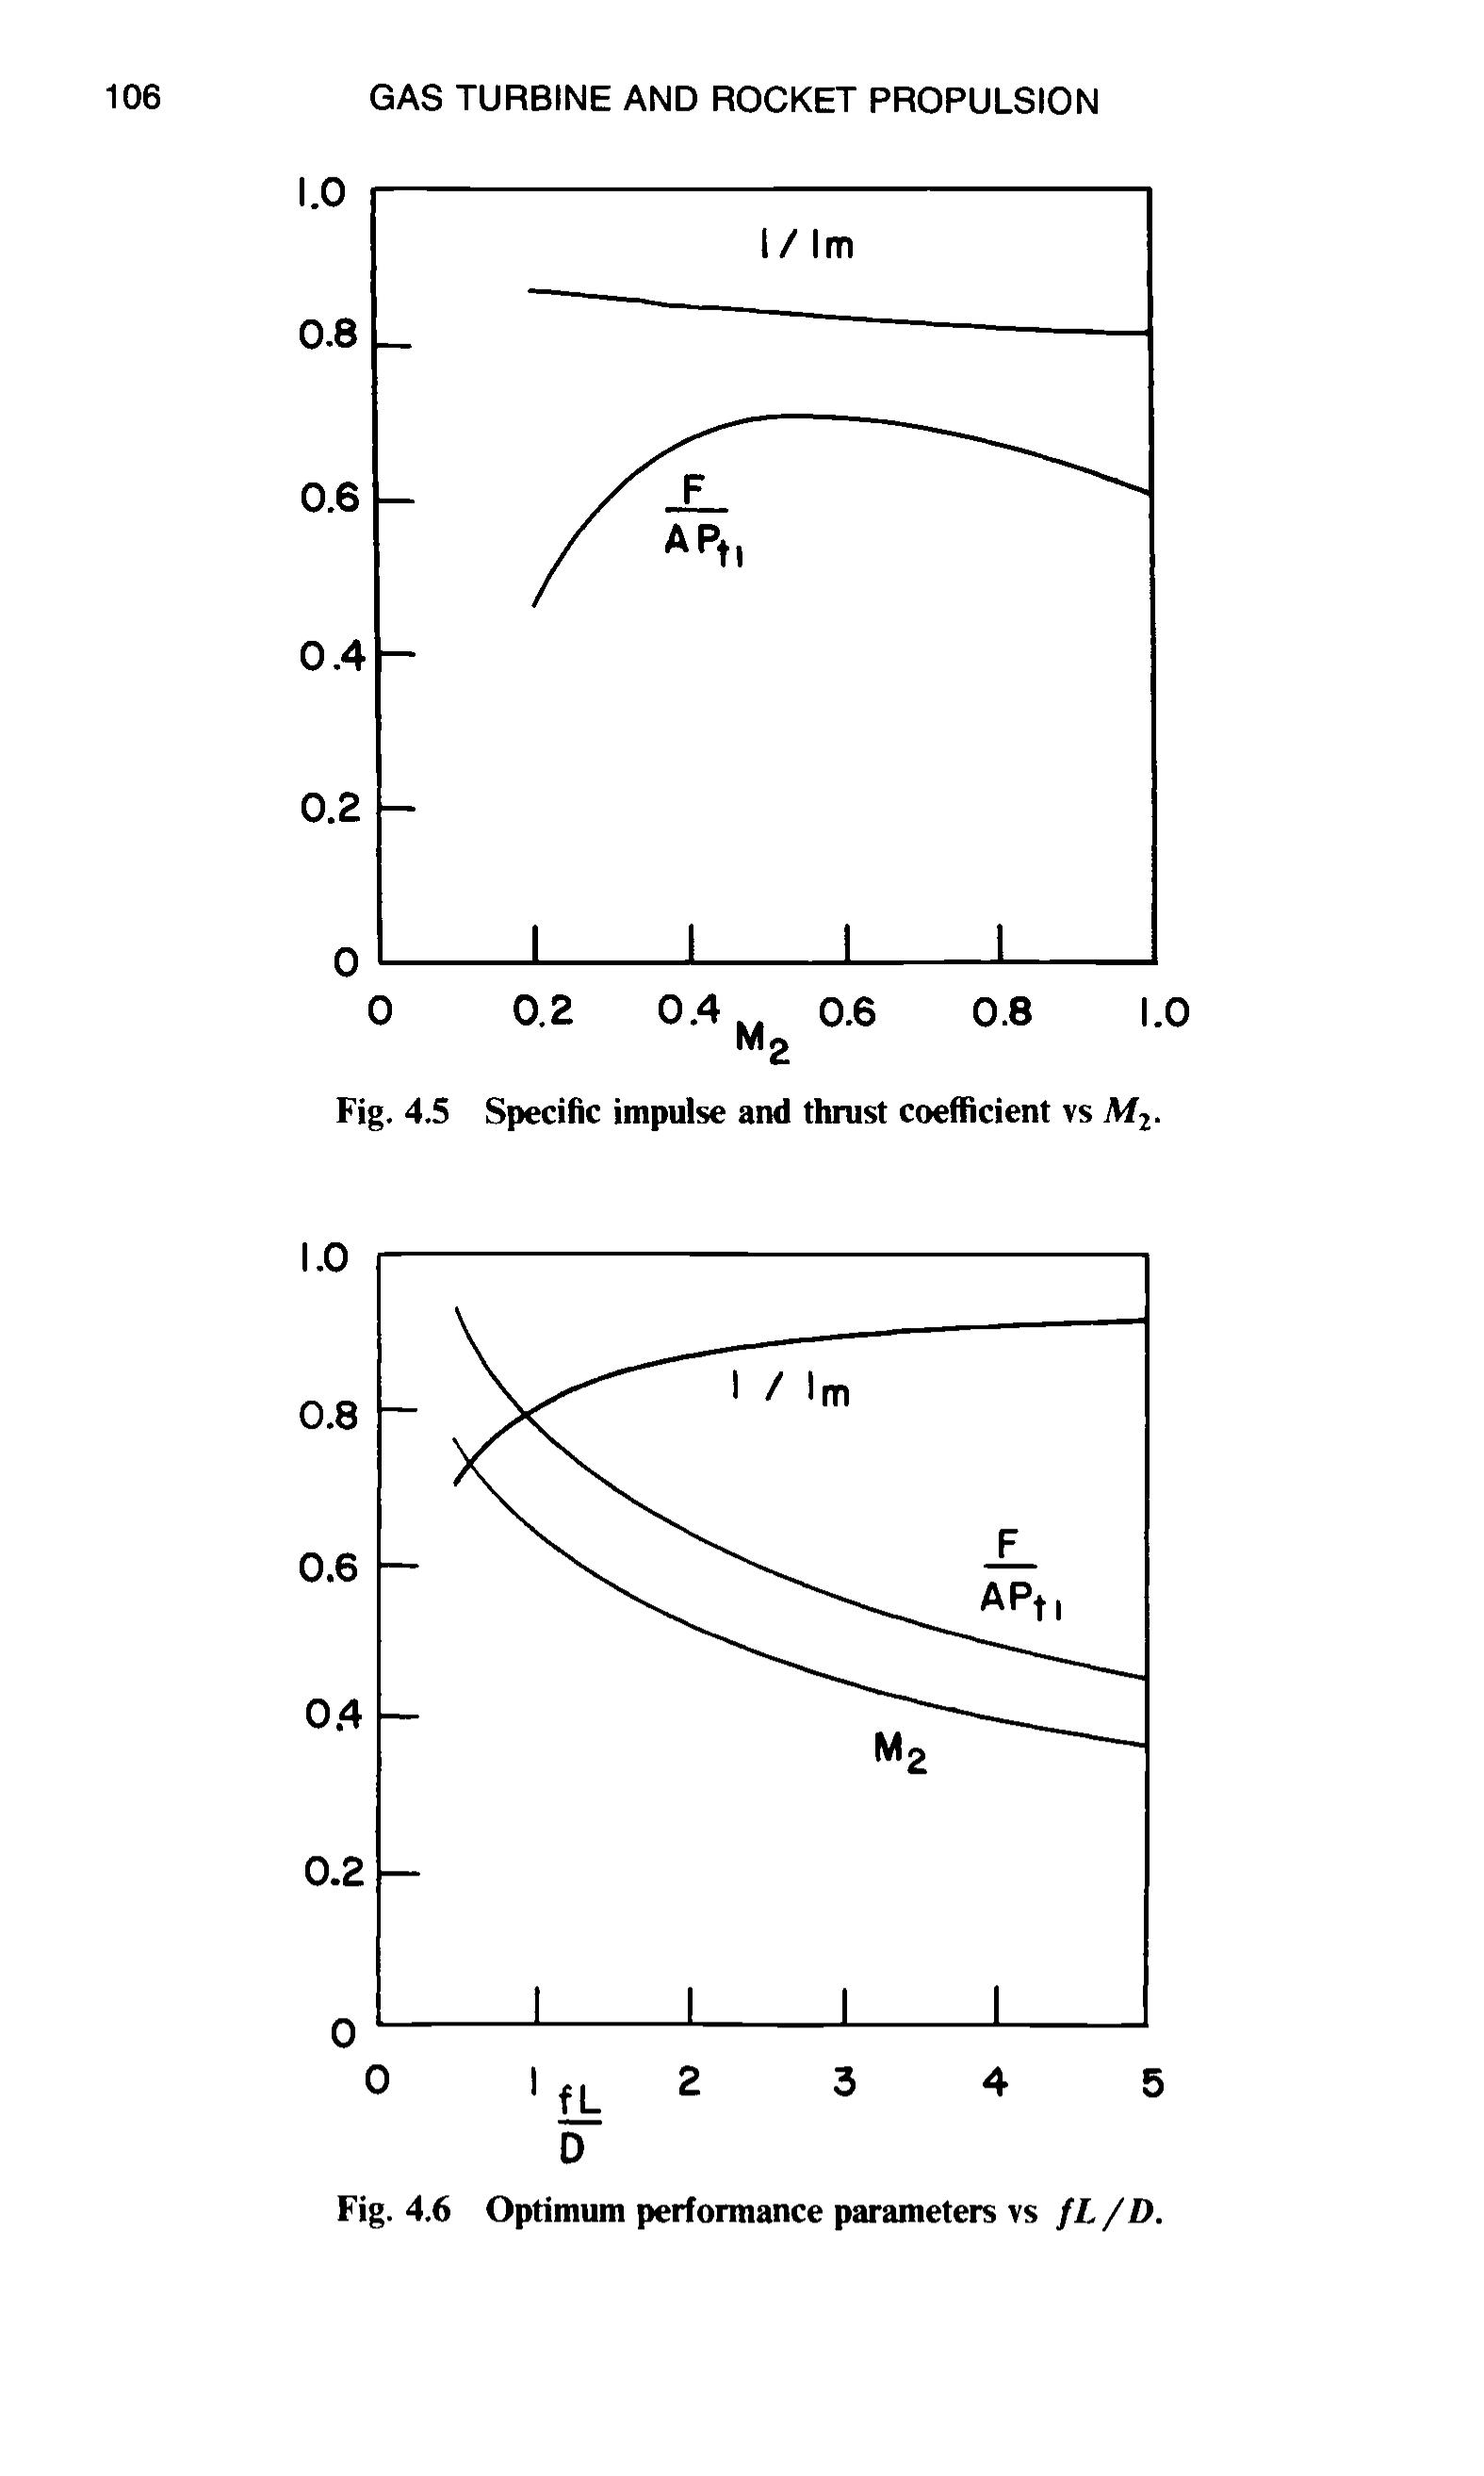 106 GAS TURBINE AND ROCKET PROPULSION
1.0
I/Im
0.8
0.6
F
APt1
0.4
0.2
0
0 0.2 0.4 0.6 0.8 1.0
M2
Fig. 4.5 Specific impulse and thrust coefficient vs M2.
1.0
I / Im
0.8
F
0.6
APt1
0.4
M2
0.2
0
0 1 2 3 4 5
fL
D
Fig. 4.6 Optimum performance parameters vs fL/D.